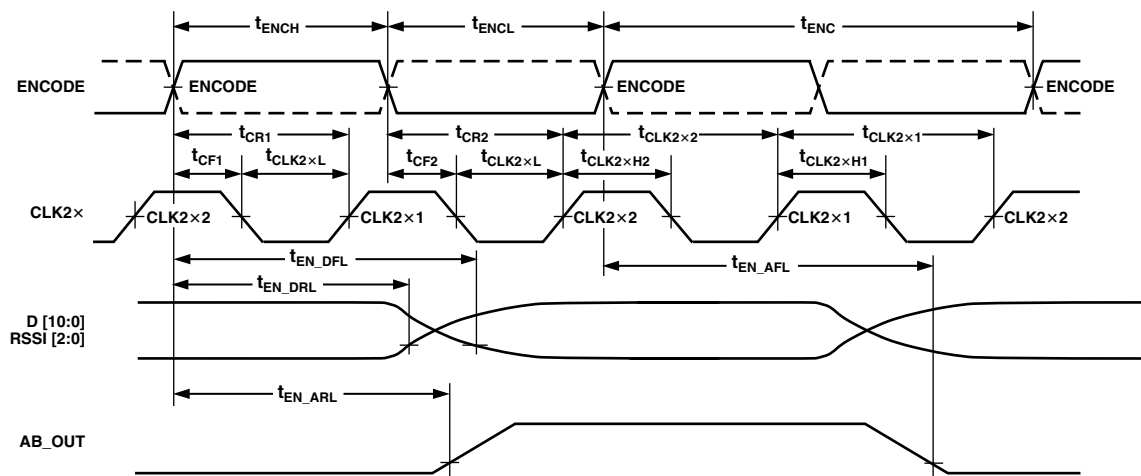 tENCH tENCL tENC
ENCODE ENCODE ENCODE ENCODE ENCODE
tCR1 tCR2 tCLK2×2 tCLK2×1
tCF1 tCLK2×L tCF2 tCLK2×L tCLK2×H2 tCLK2×H1
CLK2× CLK2×2 CLK2×1 CLK2×2 CLK2×1 CLK2×2
tEN_DFL tEN_AFL
tEN_DRL
D [10:0]
RSSI [2:0]
tEN_ARL
AB_OUT